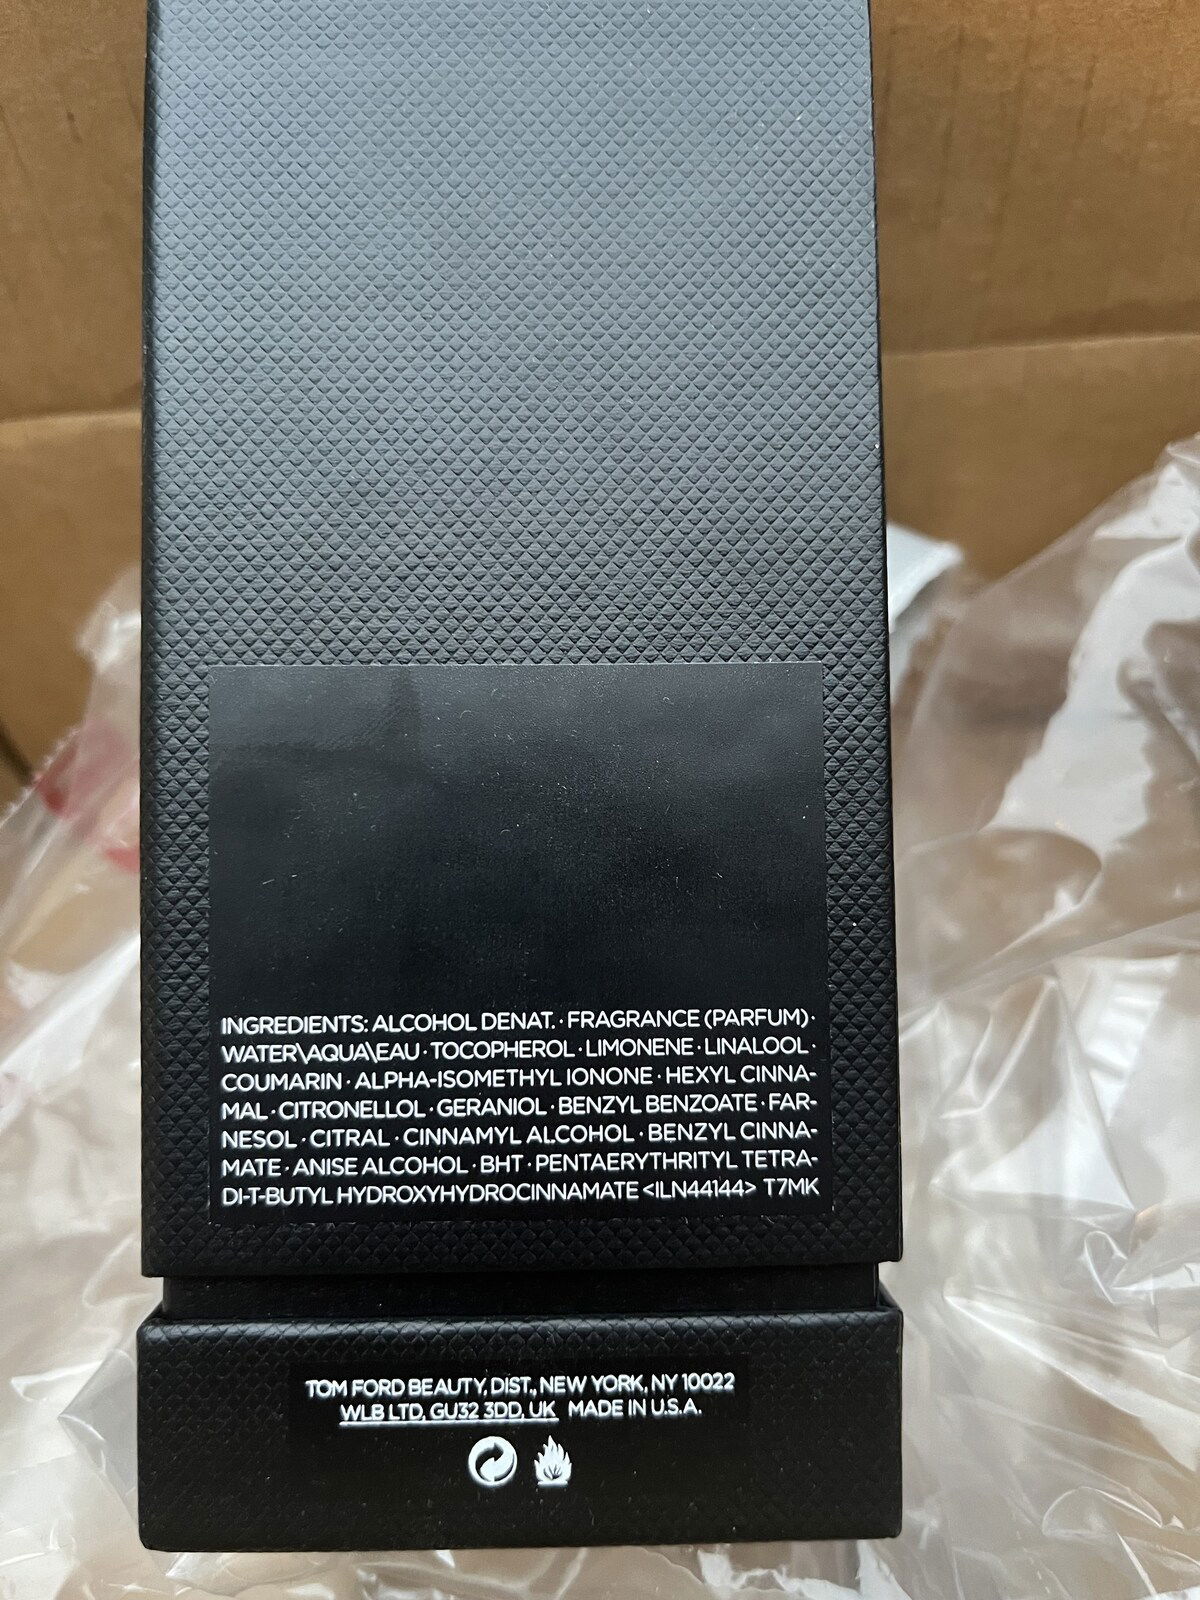 INGREDIENTS: ALCOHOL DENAT. · FRAGRANCE (PARFUM) ·
WATER\AQUA\EAU · TOCOPHEROL · LIMONENE · LINALOOL ·
COUMARIN · ALPHA-ISOMETHYL IONONE · HEXYL CINNA-
MAL · CITRONELLOL · GERANIOL · BENZYL BENZOATE · FAR-
NESOL · CITRAL · CINNAMYL ALCOHOL · BENZYL CINNA-
MATE · ANISE ALCOHOL · BHT · PENTAERYTHRITYL TETRA-
DI-T-BUTYL HYDROXYHYDROCINNAMATE <ILN44144> T7MK
TOM FORD BEAUTY, DIST., NEW YORK, NY 10022
WLB LTD, GU32 3DD, UK MADE IN U.S.A.